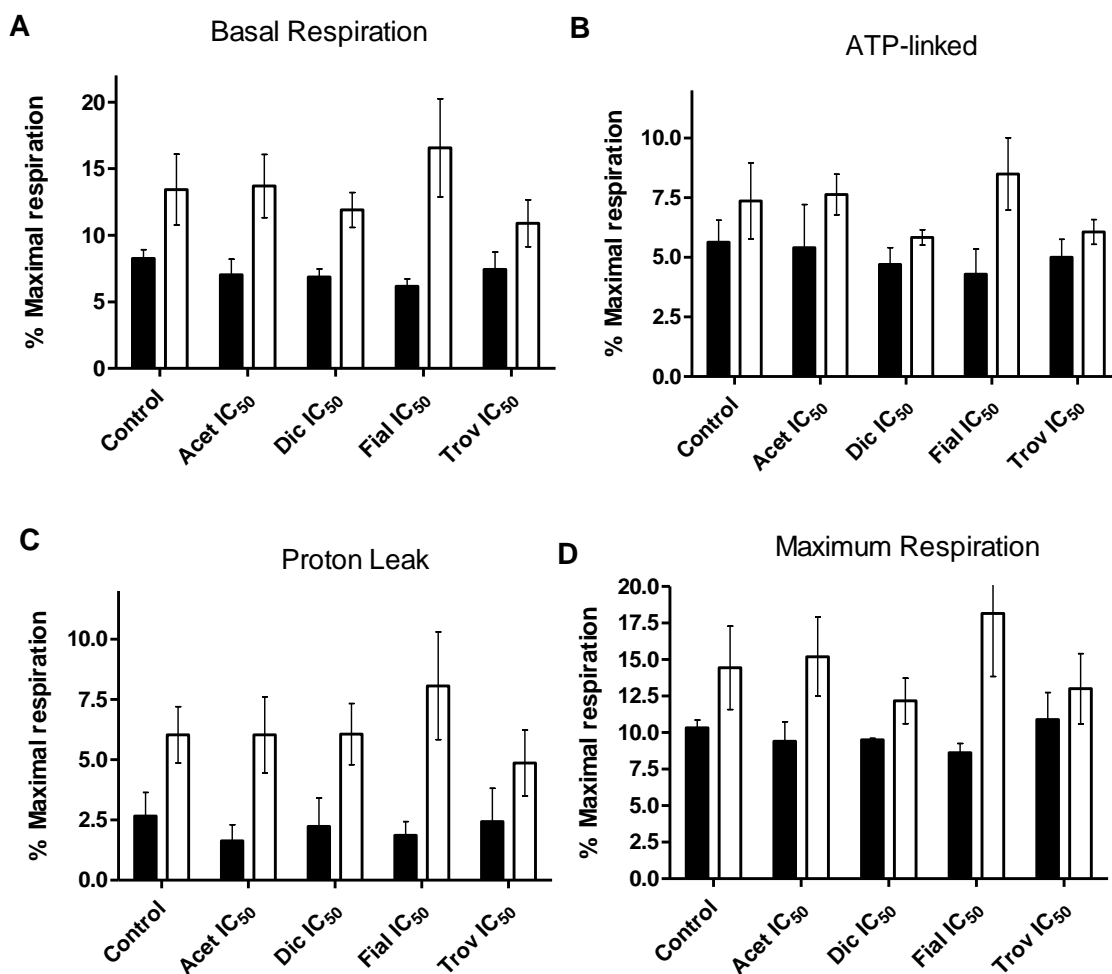 A
Basal Respiration
% Maximal respiration
20
15
10
5
0
Control
Acet IC₅₀
Dic IC₅₀
Fial IC₅₀
Trov IC₅₀
B
ATP-linked
% Maximal respiration
10.0
7.5
5.0
2.5
0.0
Control
Acet IC₅₀
Dic IC₅₀
Fial IC₅₀
Trov IC₅₀
C
Proton Leak
% Maximal respiration
10.0
7.5
5.0
2.5
0.0
Control
Acet IC₅₀
Dic IC₅₀
Fial IC₅₀
Trov IC₅₀
D
Maximum Respiration
% Maximal respiration
20.0
17.5
15.0
12.5
10.0
7.5
5.0
2.5
0.0
Control
Acet IC₅₀
Dic IC₅₀
Fial IC₅₀
Trov IC₅₀